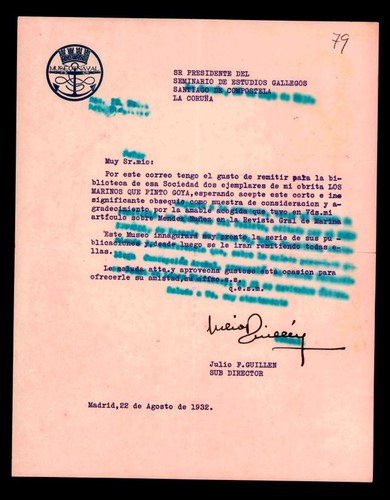 79
MUSEO NAVAL
SR PRESIDENTE DEL
SEMINARIO DE ESTUDIOS GALLEGOS
SANTIAGO DE COMPOSTELA
LA CORUÑA
Muy Sr.mio:
Por este correo tengo el gusto de remitir para la bi-
blioteca de esa Sociedad dos ejemplares de mi obrita LOS
MARINOS QUE PINTO GOYA,esperando acepte este corto e in-
significante obsequio como muestra de consideracion y a-
gradecimiento por la amable acogida que tuvo en Vds.mi
artículo sobre Mendez Nuñez en la Revista Gral de Marina
Este Museo inaugurará muy pronto la serie de sus pu-
blicaciones y,desde luego se le iran remitiendo todas e-
llas.
Le saluda atte.y aprovecha gustoso esta ocasión para
ofrecerle su amistad,su affmo.s.s.
q.e.s.m.
Julio Guillén
Julio F.GUILLEN
SUB DIRECTOR
Madrid,22 de Agosto de 1932.